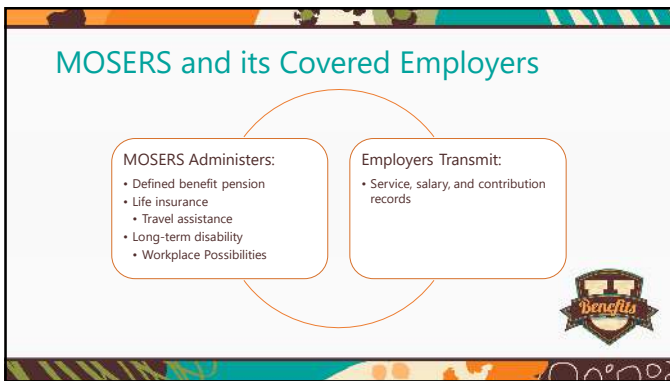 MOSERS and its Covered Employers
MOSERS Administers:
• Defined benefit pension
• Life insurance
• Travel assistance
• Long-term disability
• Workplace Possibilities
Employers Transmit:
• Service, salary, and contribution
records
U
Benefits